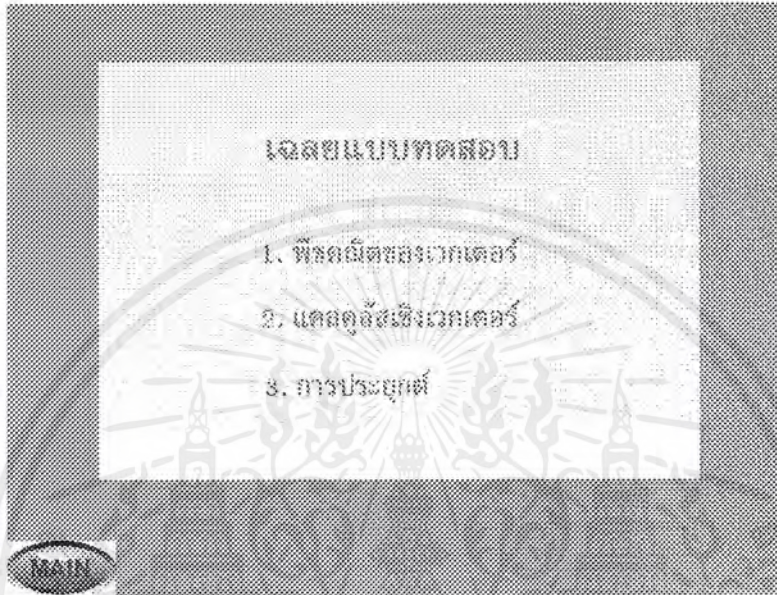 เฉลยแบบทดสอบ
1. พีชคณิตของเวกเตอร์
2. แคลคูลัสเชิงเวกเตอร์
3. การประยุกต์
MAIN